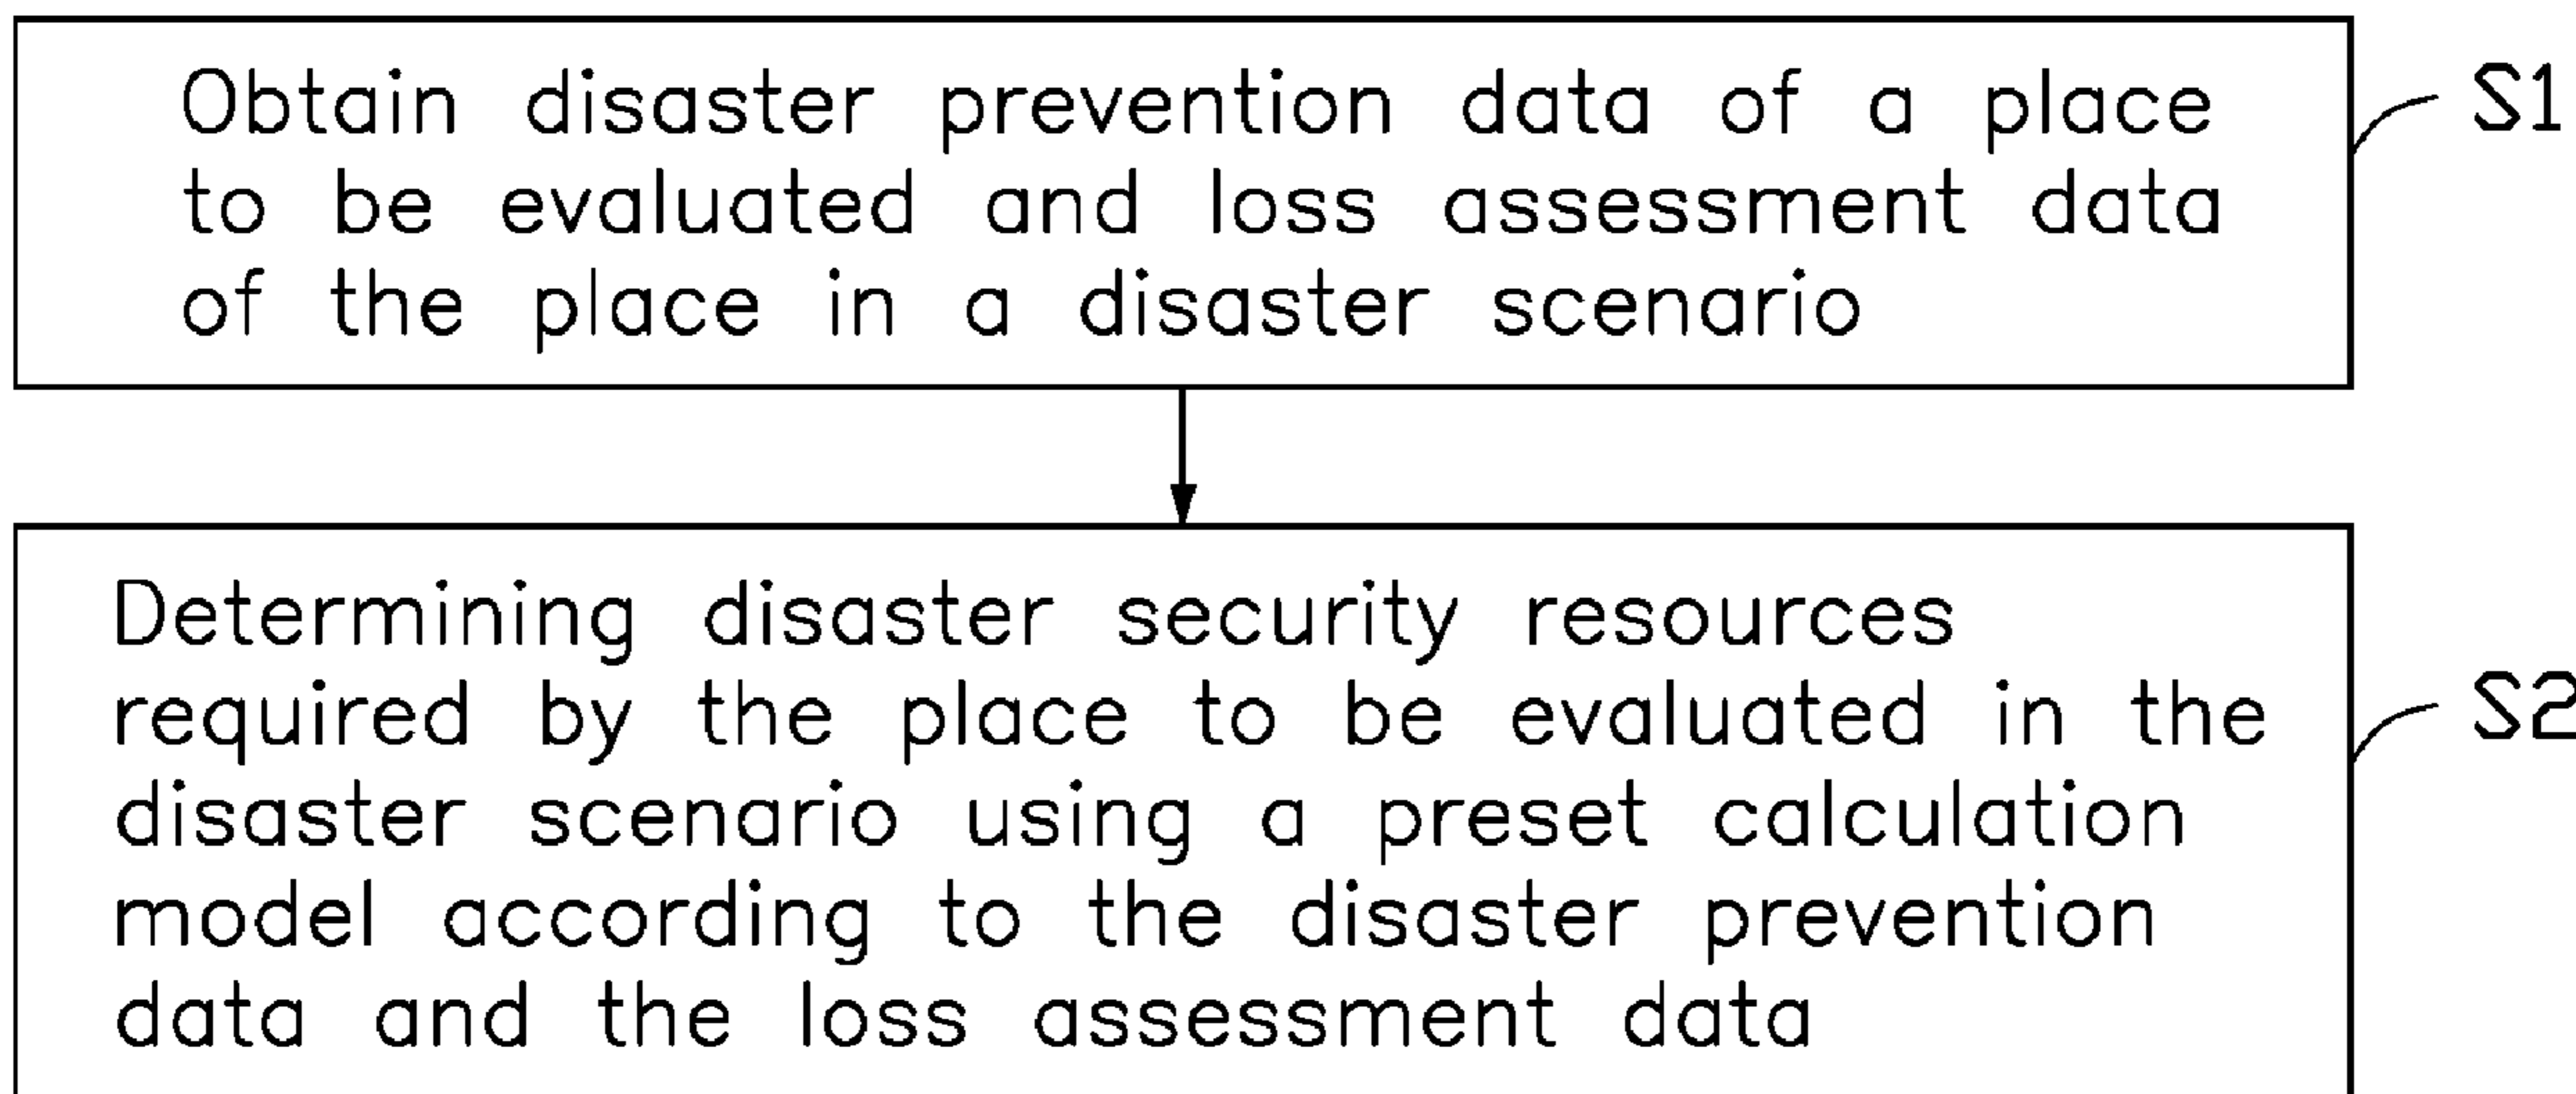 Obtain disaster prevention data of a place
to be evaluated and loss assessment data
of the place in a disaster scenario
S1
Determining disaster security resources
required by the place to be evaluated in the
disaster scenario using a preset calculation
model according to the disaster prevention
data and the loss assessment data
S2